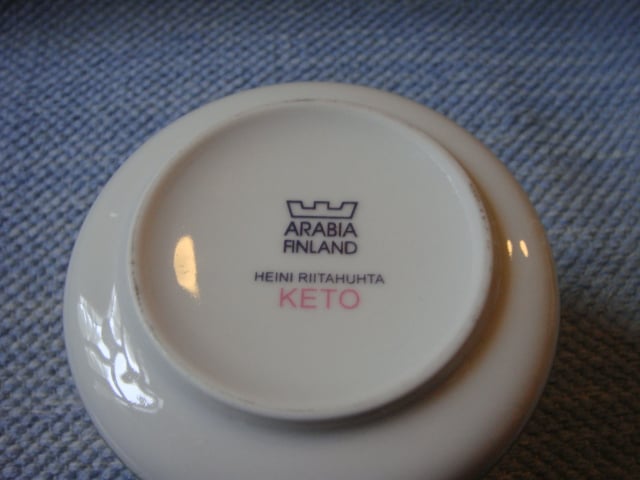 ARABIA
FINLAND
HEINI RIITAHUHTA
KETO